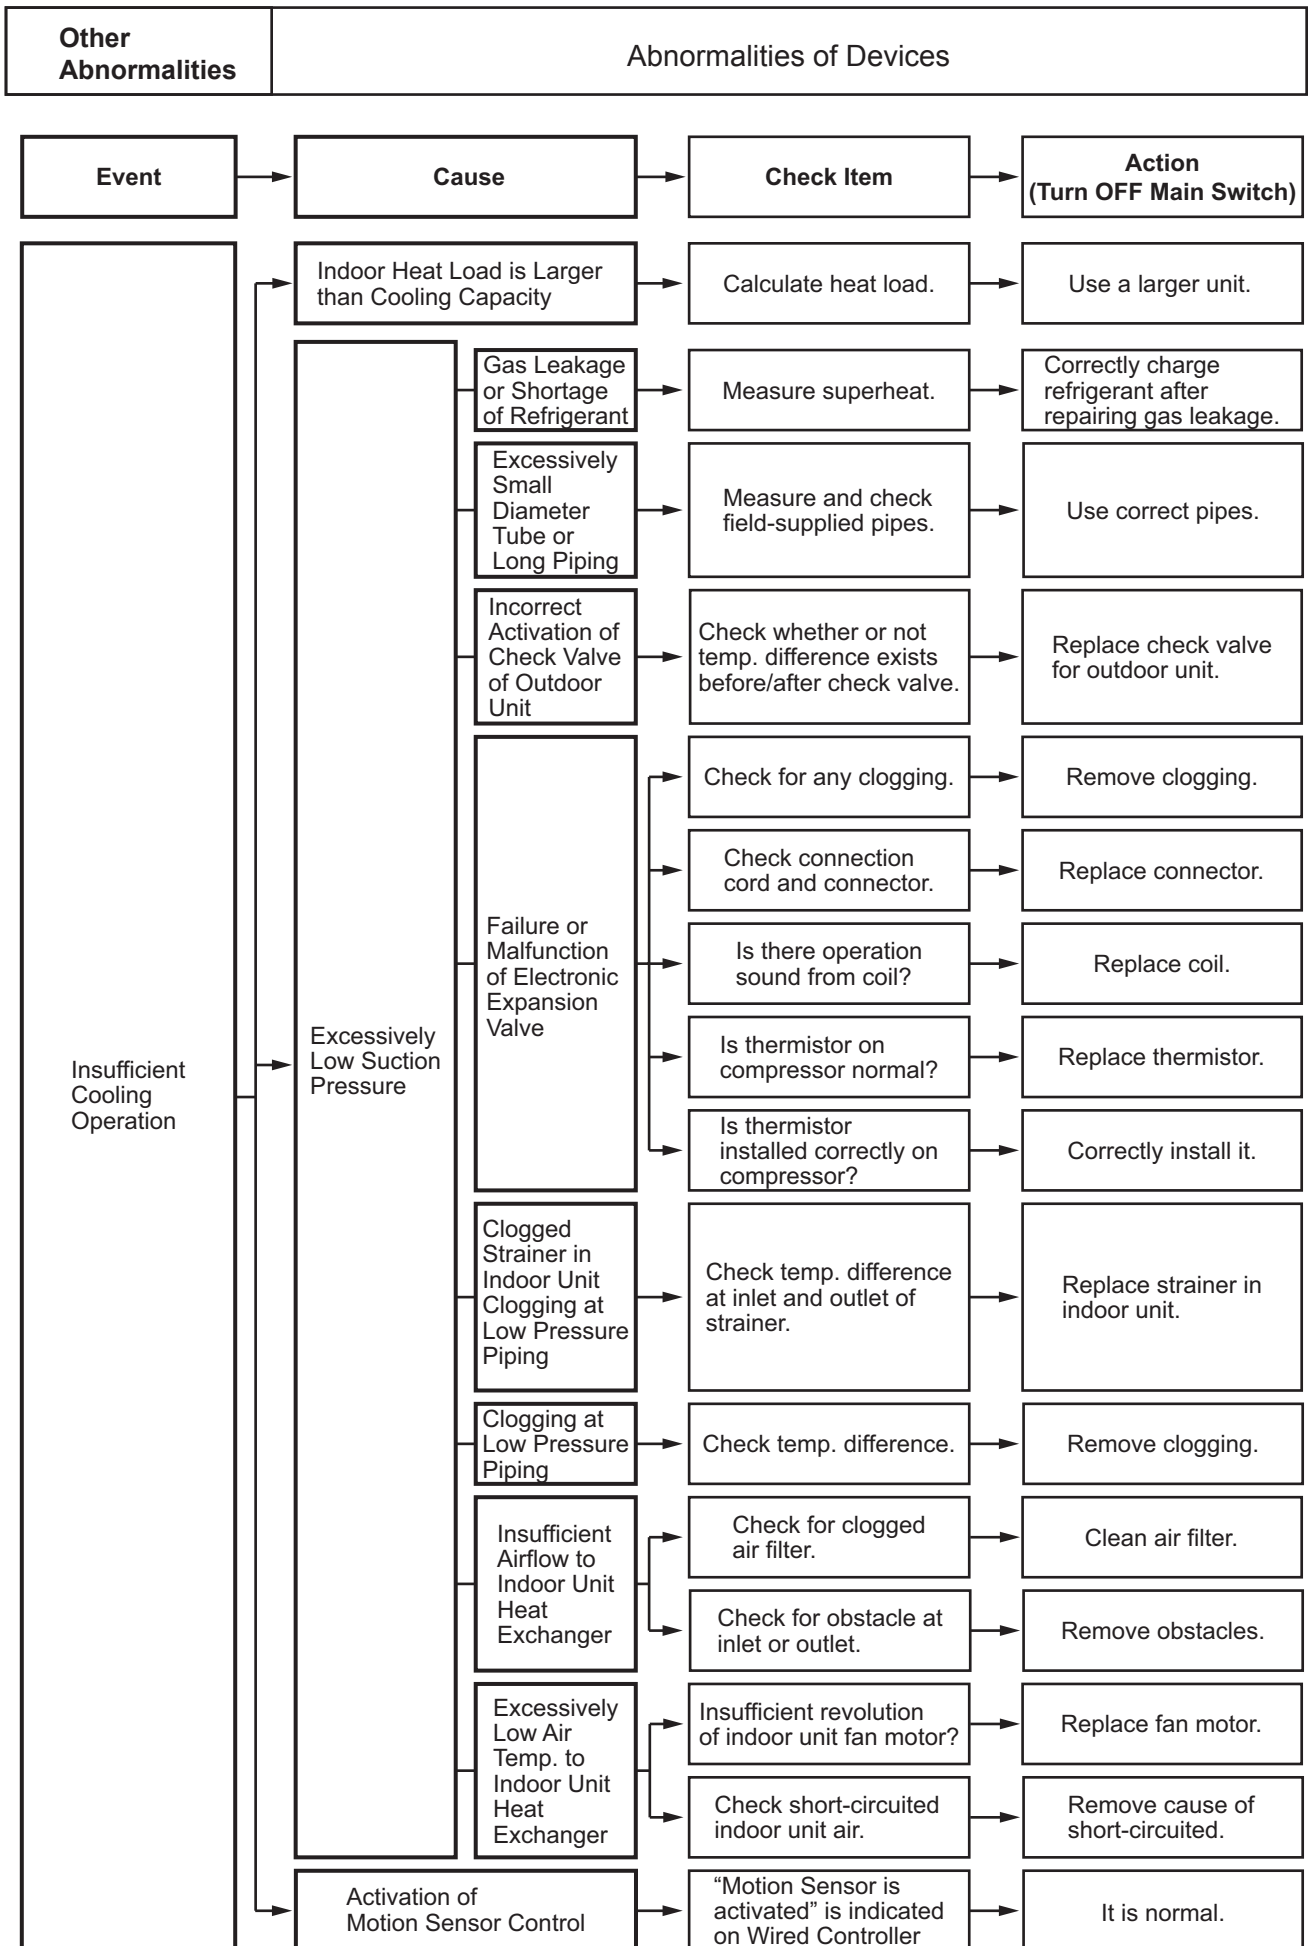 Other
Abnormalities
Abnormalities of Devices
Event
Cause
Check Item
Action
(Turn OFF Main Switch)
Insufficient
Cooling
Operation
Indoor Heat Load is Larger
than Cooling Capacity
Calculate heat load.
Use a larger unit.
Excessively
Low Suction
Pressure
Gas Leakage
or Shortage
of Refrigerant
Measure superheat.
Correctly charge
refrigerant after
repairing gas leakage.
Excessively
Small
Diameter
Tube or
Long Piping
Measure and check
field-supplied pipes.
Use correct pipes.
Incorrect
Activation of
Check Valve
of Outdoor
Unit
Check whether or not
temp. difference exists
before/after check valve.
Replace check valve
for outdoor unit.
Failure or
Malfunction
of Electronic
Expansion
Valve
Check for any clogging.
Remove clogging.
Check connection
cord and connector.
Replace connector.
Is there operation
sound from coil?
Replace coil.
Is thermistor on
compressor normal?
Replace thermistor.
Is thermistor
installed correctly on
compressor?
Correctly install it.
Clogged
Strainer in
Indoor Unit
Clogging at
Low Pressure
Piping
Check temp. difference
at inlet and outlet of
strainer.
Replace strainer in
indoor unit.
Clogging at
Low Pressure
Piping
Check temp. difference.
Remove clogging.
Insufficient
Airflow to
Indoor Unit
Heat
Exchanger
Check for clogged
air filter.
Clean air filter.
Check for obstacle at
inlet or outlet.
Remove obstacles.
Excessively
Low Air
Temp. to
Indoor Unit
Heat
Exchanger
Insufficient revolution
of indoor unit fan motor?
Replace fan motor.
Check short-circuited
indoor unit air.
Remove cause of
short-circuited.
Activation of
Motion Sensor Control
“Motion Sensor is
activated” is indicated
on Wired Controller
It is normal.